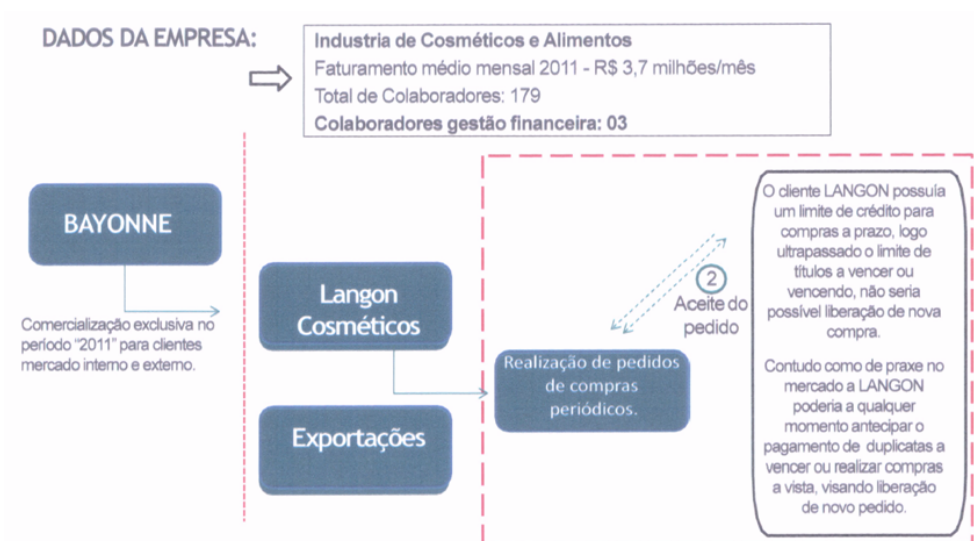 DADOS DA EMPRESA:
Industria de Cosméticos e Alimentos
Faturamento médio mensal 2011 - R$ 3,7 milhões/mês
Total de Colaboradores: 179
Colaboradores gestão financeira: 03
BAYONNE
Comercialização exclusiva no
período "2011" para clientes
mercado interno e externo.
Langon
Cosméticos
Exportações
Realização de pedidos
de compras
periódicos.
2
Aceite do
pedido
O cliente LANGON possuía
um limite de crédito para
compras a prazo, logo
ultrapassado o limite de
títulos a vencer ou
vencendo, não seria
possível liberação de nova
compra.
Contudo como de praxe no
mercado a LANGON
poderia a qualquer
momento antecipar o
pagamento de duplicatas a
vencer ou realizar compras
a vista, visando liberação
de novo pedido.